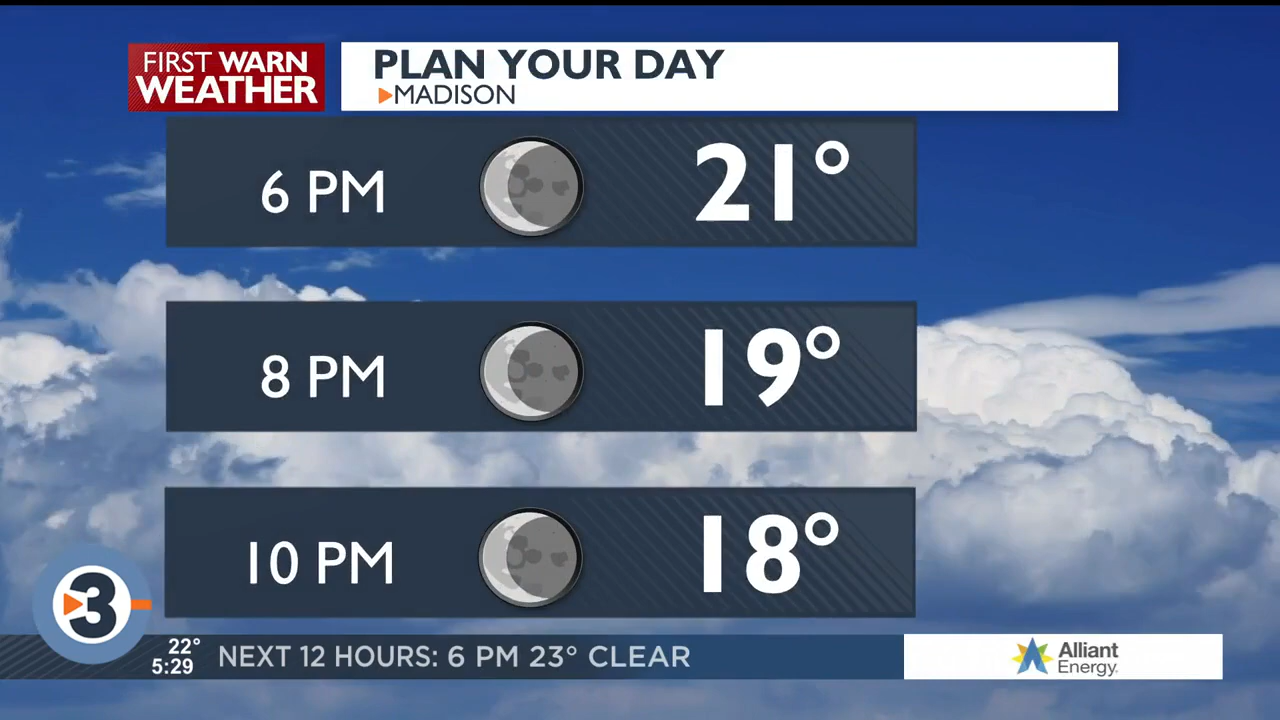 FIRST WARN
WEATHER
PLAN YOUR DAY
MADISON
6 PM 21°
8 PM 19°
10 PM 18°
3
22°
5:29
NEXT 12 HOURS: 6 PM 23° CLEAR
Alliant
Energy.